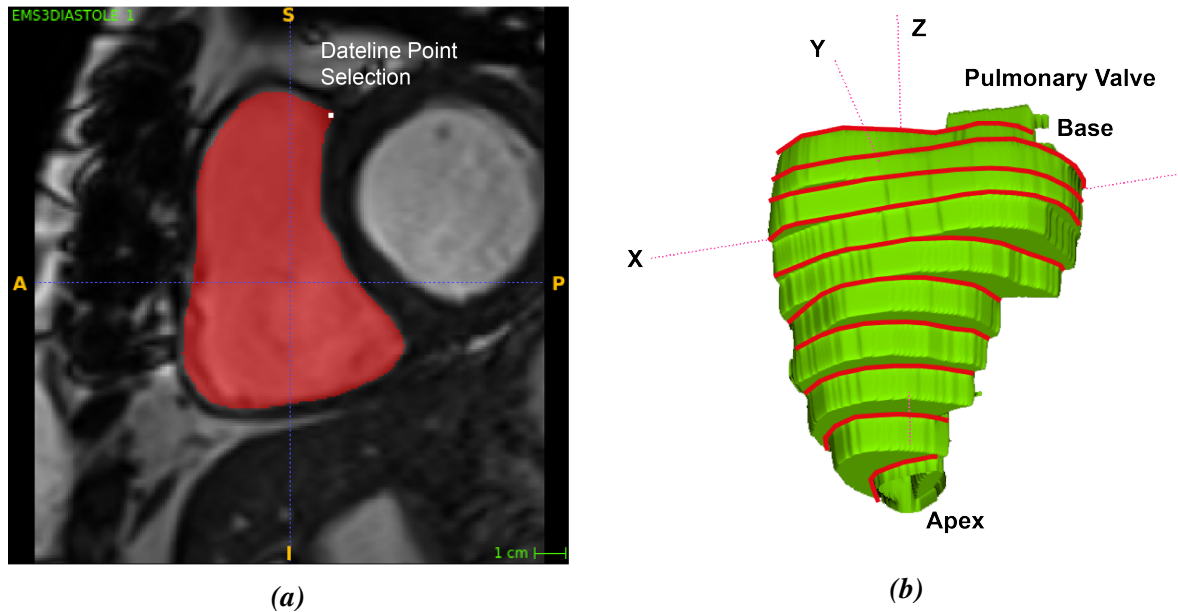 EMS3DIASTOLE 1
S
Dateline Point
Selection
A
P
I
1 cm
(a)
Z
Y
Pulmonary Valve
Base
X
Apex
(b)